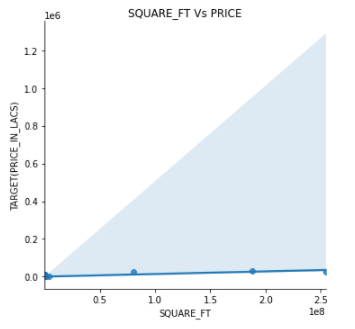 SQUARE_FT Vs PRICE
1e6
1.2
1.0
0.8
0.6
0.4
0.2
0.0
TARGET(PRICE_IN_LACS)
0.5 1.0 1.5 2.0 2.5
1e8
SQUARE_FT